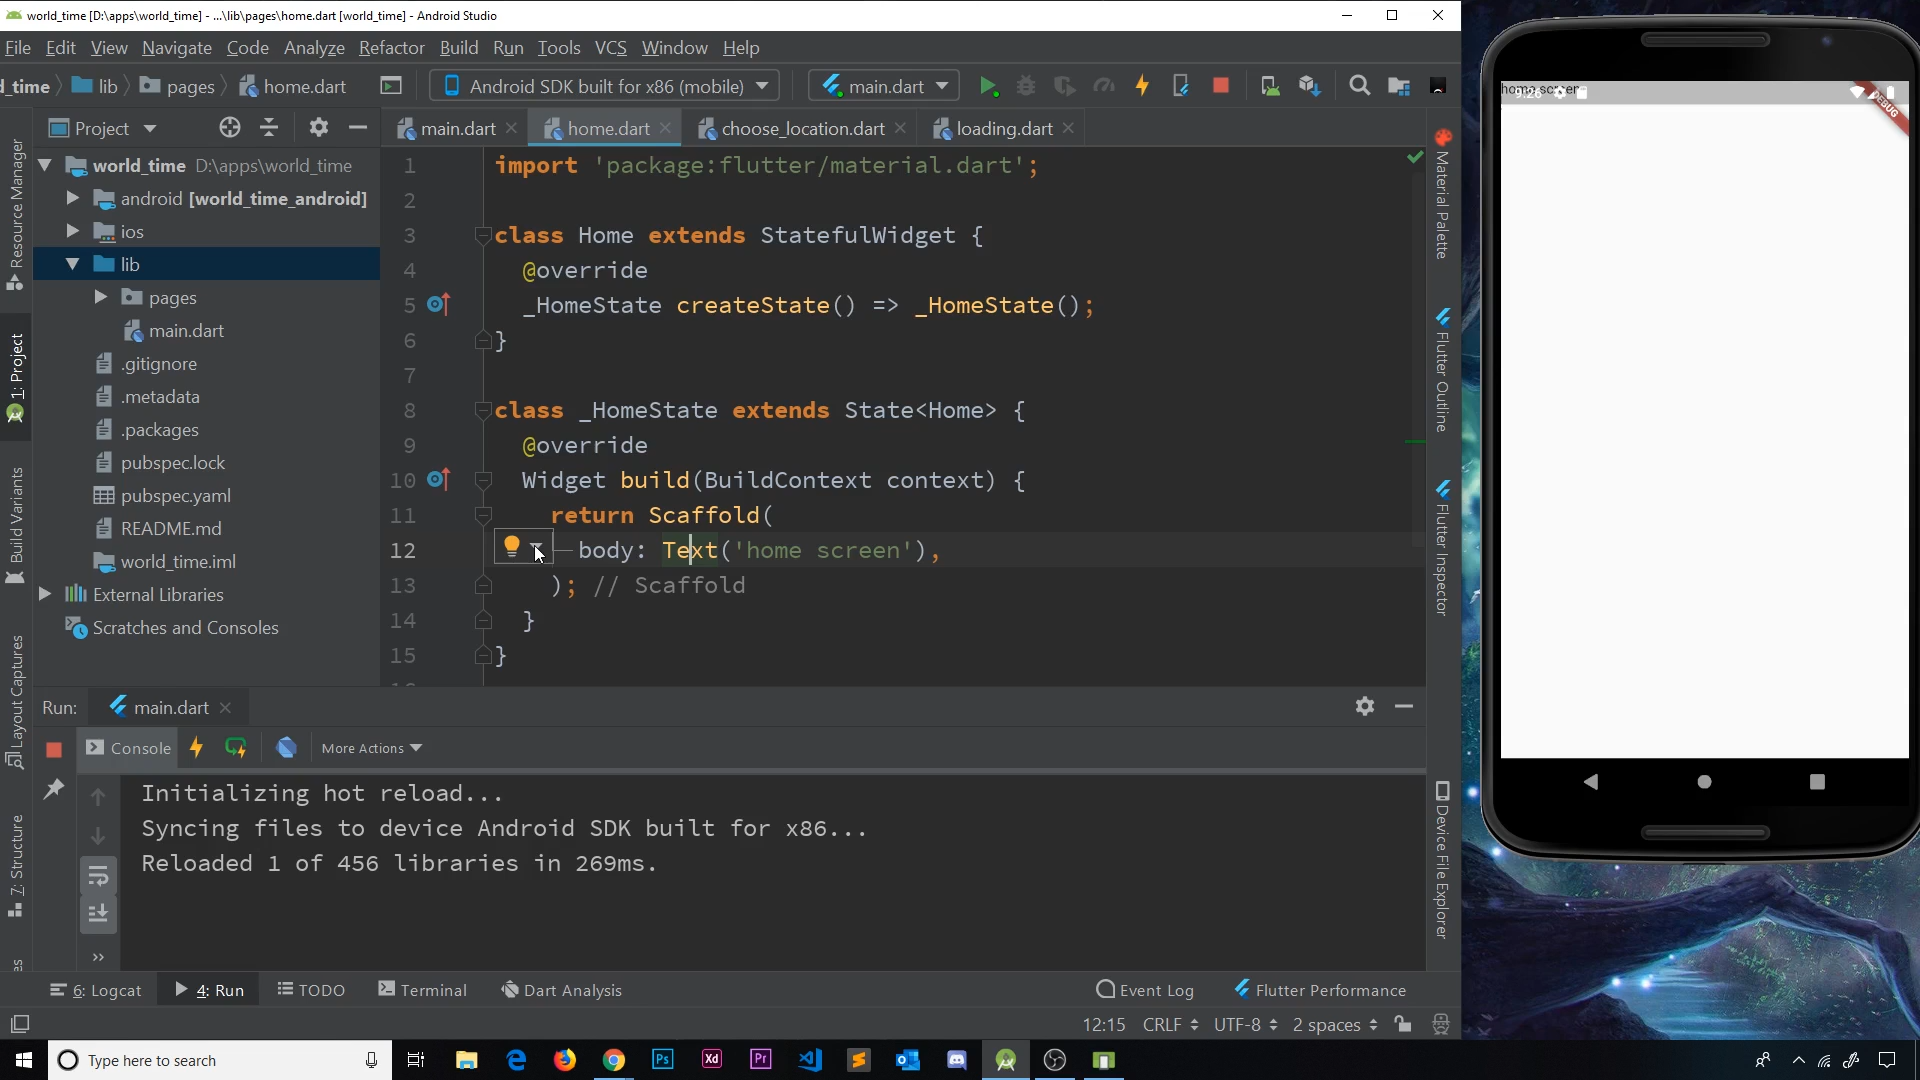 world_time [D:\apps\world_time] - ...\lib\pages\home.dart [world_time] - Android Studio
File Edit View Navigate Code Analyze Refactor Build Run Tools VCS Window Help
d_time lib pages home.dart Android SDK built for x86 (mobile) main.dart
Project main.dart home.dart choose_location.dart loading.dart
world_time D:\apps\world_time
android [world_time_android]
ios
lib
pages
main.dart
.gitignore
.metadata
.packages
pubspec.lock
pubspec.yaml
README.md
world_time.iml
External Libraries
Scratches and Consoles
Resource Manager
1: Project
Build Variants
Layout Captures
7: Structure
es
1 import 'package:flutter/material.dart';
2
3 class Home extends StatefulWidget {
4 @override
5 _HomeState createState() => _HomeState();
6 }
7
8 class _HomeState extends State<Home> {
9 @override
10 Widget build(BuildContext context) {
11 return Scaffold(
12 body: Text('home screen'),
13 ); // Scaffold
14 }
15 }
Material Palette
Flutter Outline
Flutter Inspector
Device File Explorer
home screen
9:26
DEBUG
Run: main.dart
Console More Actions
Initializing hot reload...
Syncing files to device Android SDK built for x86...
Reloaded 1 of 456 libraries in 269ms.
6: Logcat 4: Run TODO Terminal Dart Analysis Event Log Flutter Performance
12:15 CRLF UTF-8 2 spaces
Type here to search
Ps Xd Pr